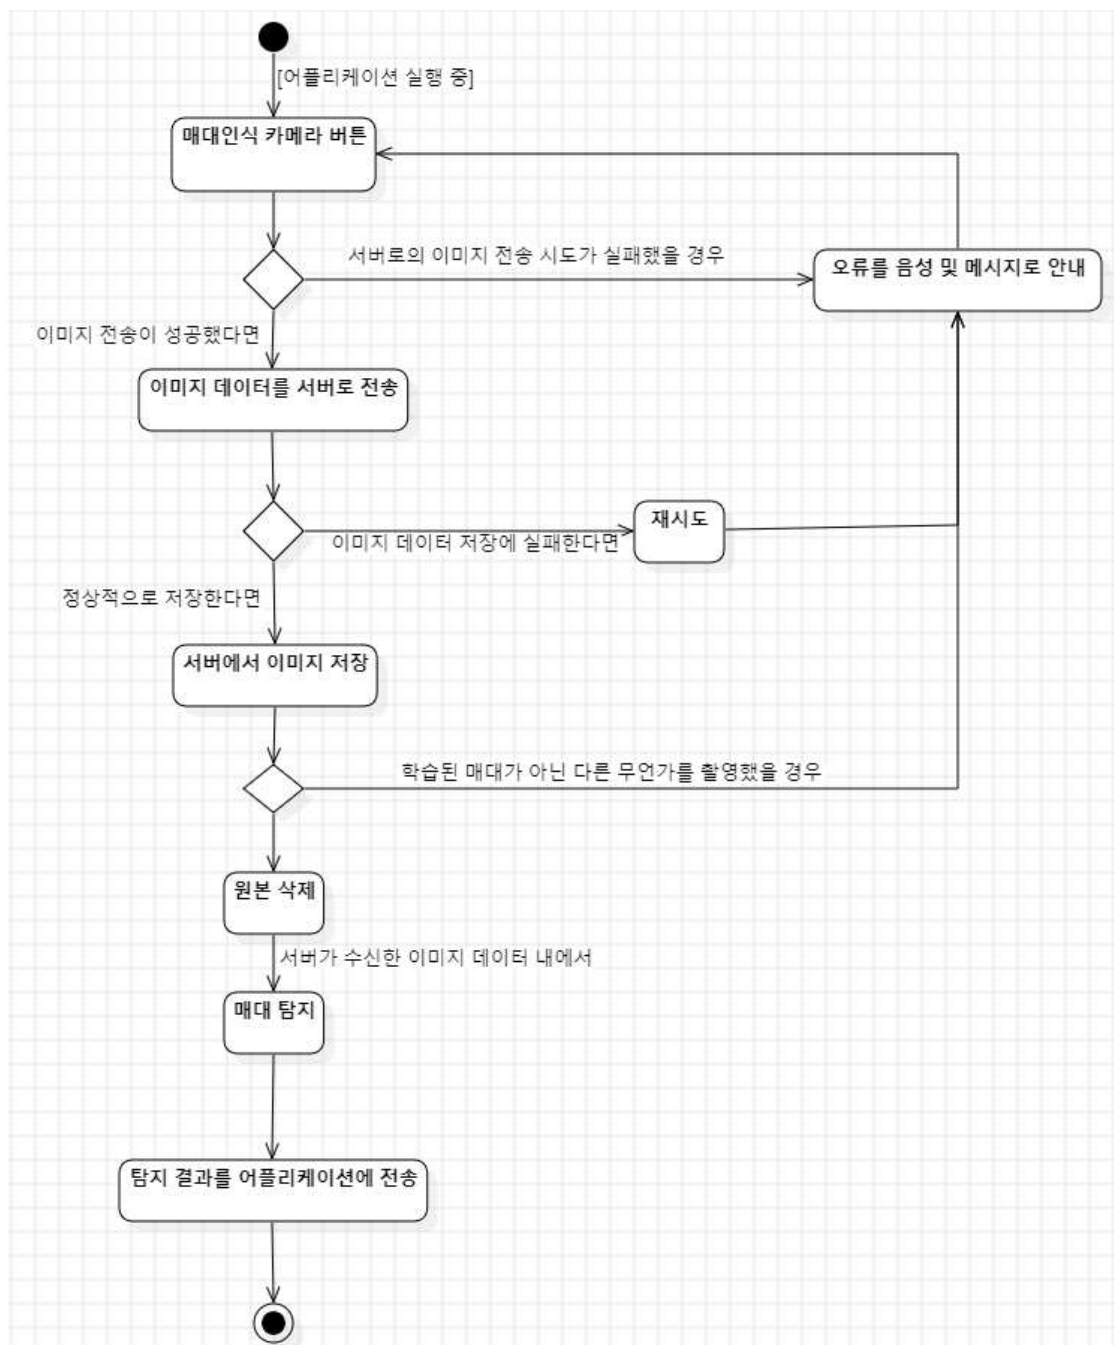 [어플리케이션 실행 중]
매대인식 카메라 버튼
서버로의 이미지 전송 시도가 실패했을 경우
오류를 음성 및 메시지로 안내
이미지 전송이 성공했다면
이미지 데이터를 서버로 전송
재시도
이미지 데이터 저장에 실패한다면
정상적으로 저장한다면
서버에서 이미지 저장
학습된 매대가 아닌 다른 무언가를 촬영했을 경우
원본 삭제
서버가 수신한 이미지 데이터 내에서
매대 탐지
탐지 결과를 어플리케이션에 전송